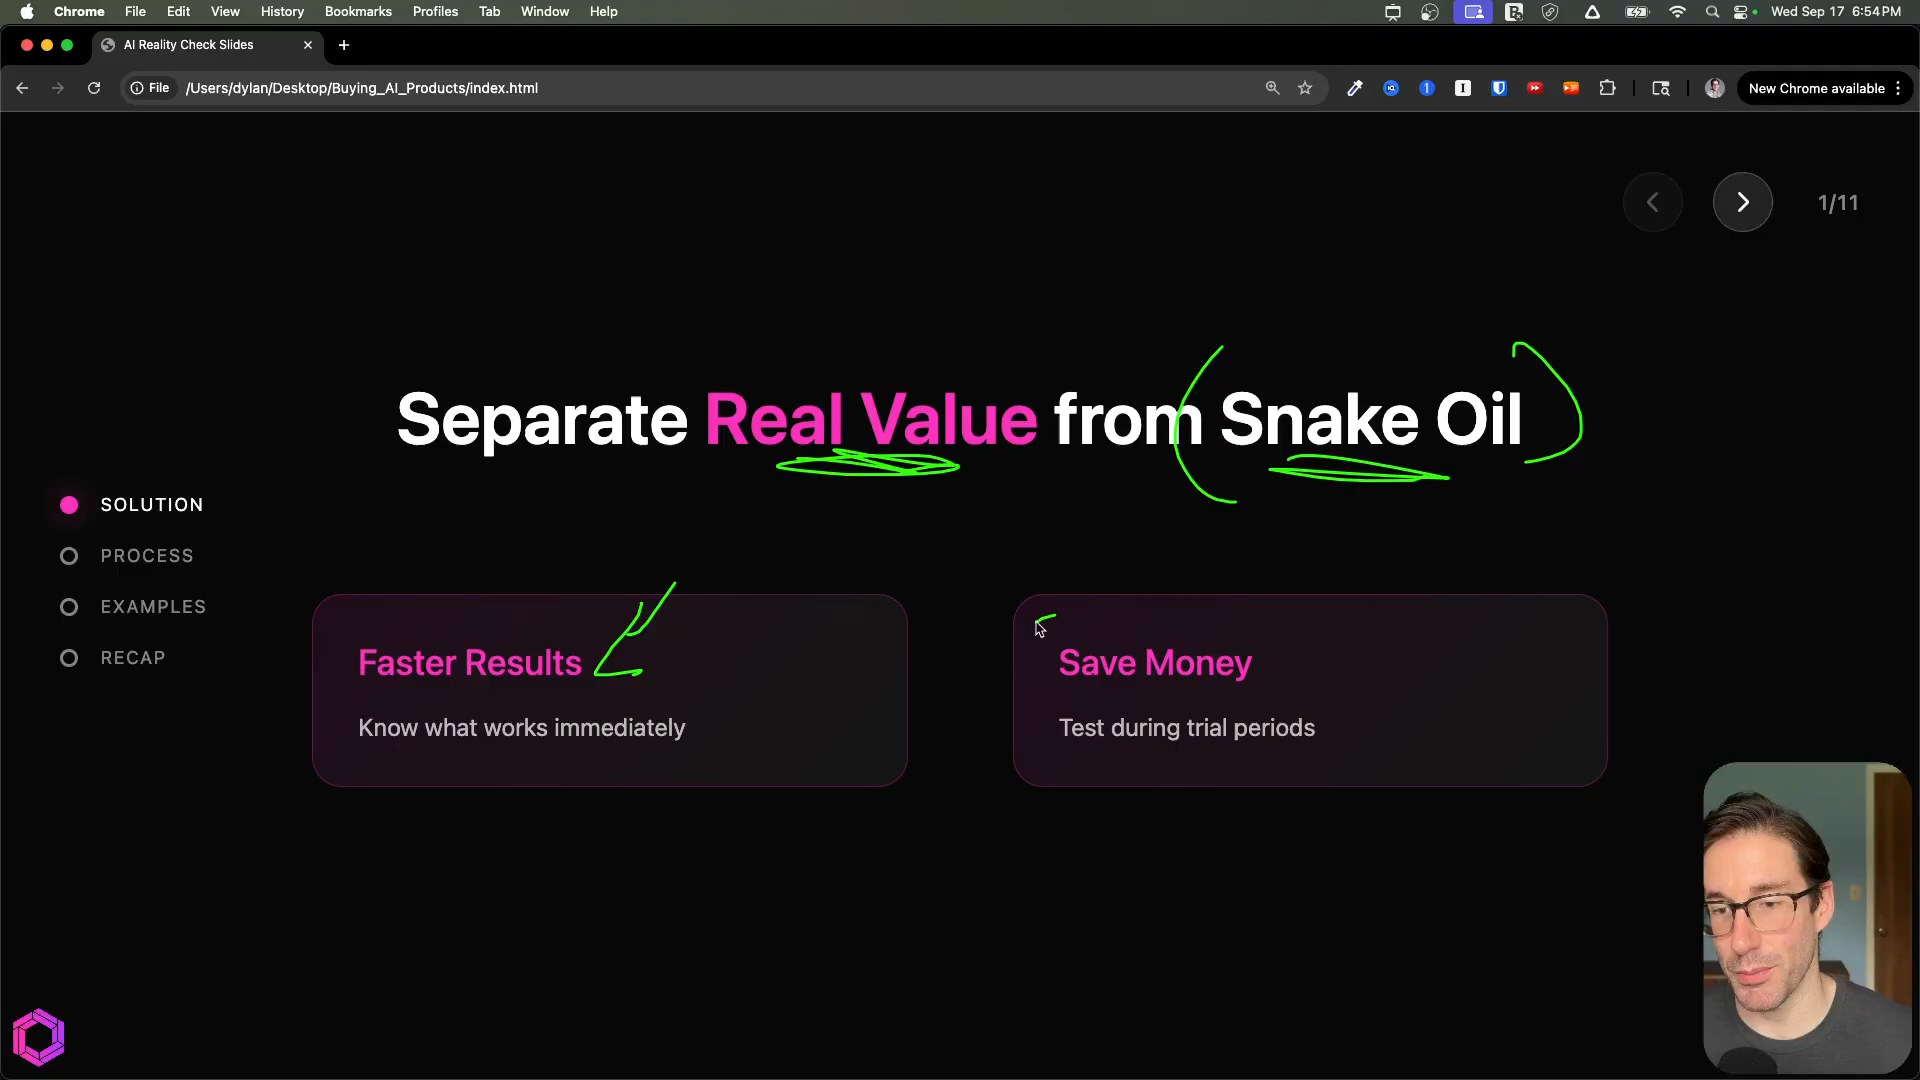 Chrome File Edit View History Bookmarks Profiles Tab Window Help Wed Sep 17 6:54 PM
AI Reality Check Slides
File /Users/dylan/Desktop/Buying_AI_Products/index.html New Chrome available
1/11
Separate Real Value from Snake Oil
SOLUTION
PROCESS
EXAMPLES
RECAP
Faster Results
Know what works immediately
Save Money
Test during trial periods